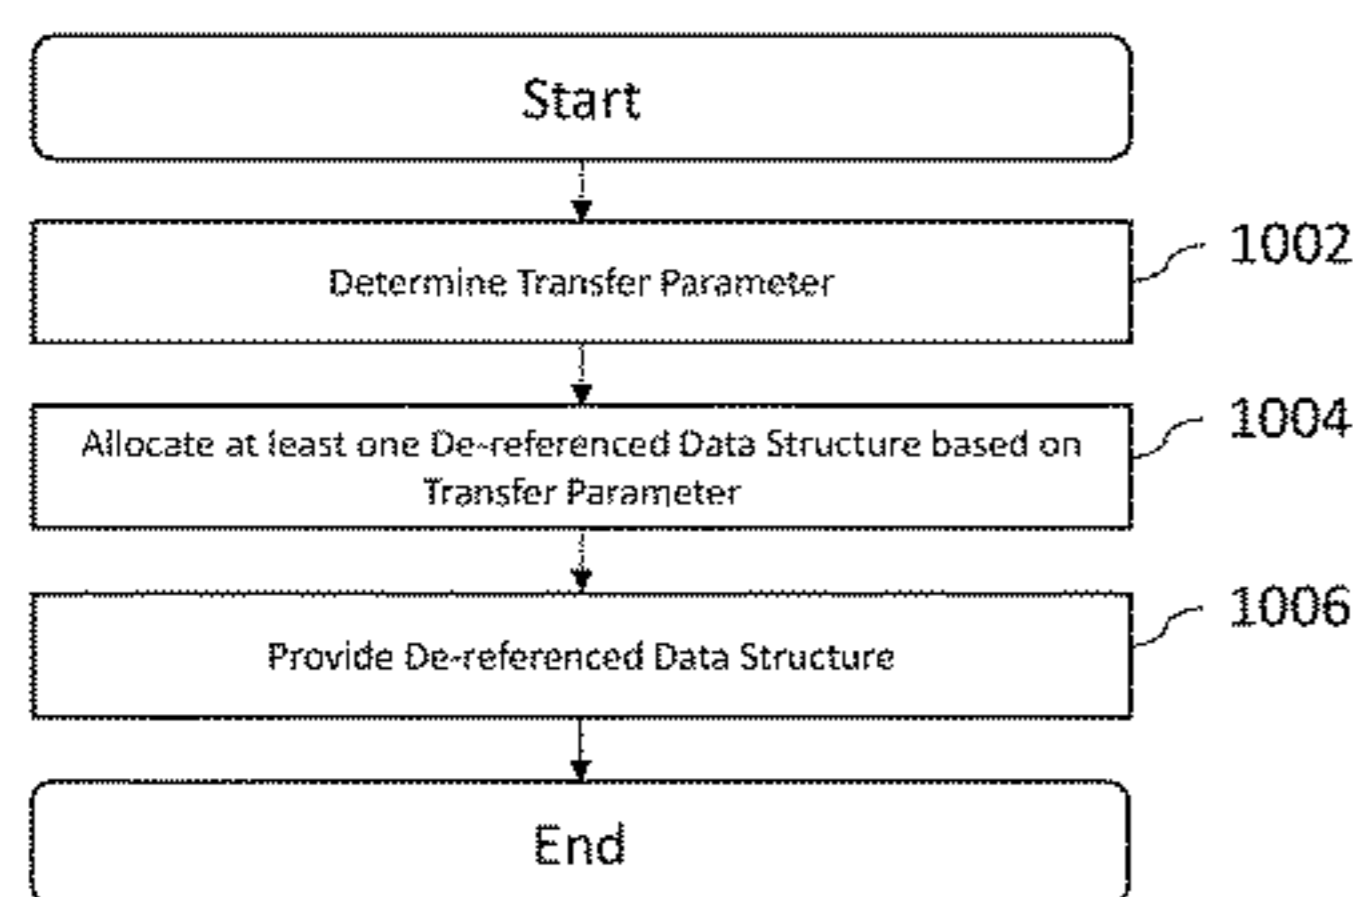 Start
1002
Determine Transfer Parameter
1004
Allocate at least one De-referenced Data Structure based on
Transfer Parameter
1006
Provide De-referenced Data Structure
End